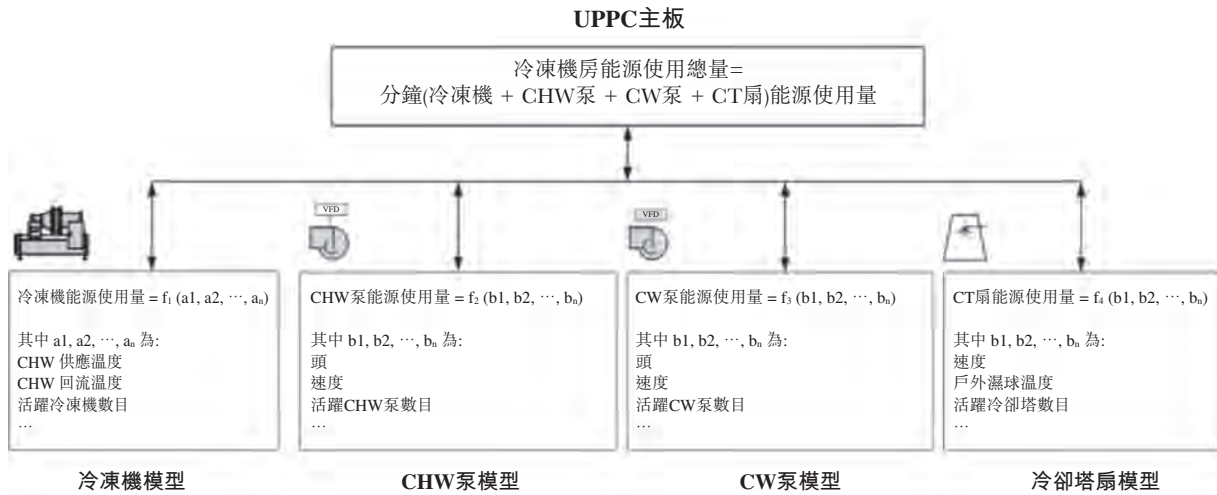 UPPC主板
冷凍機房能源使用總量=
分鐘(冷凍機 + CHW泵 + CW泵 + CT扇)能源使用量
VFD
VFD
冷凍機能源使用量 = f₁ (a1, a2, ⋯, aₙ)
其中 a1, a2, ⋯, aₙ 為:
CHW 供應溫度
CHW 回流溫度
活躍冷凍機數目
⋯
CHW泵能源使用量 = f₂ (b1, b2, ⋯, bₙ)
其中 b1, b2, ⋯, bₙ 為:
頭
速度
活躍CHW泵數目
⋯
CW泵能源使用量 = f₃ (b1, b2, ⋯, bₙ)
其中 b1, b2, ⋯, bₙ 為:
頭
速度
活躍CW泵數目
⋯
CT扇能源使用量 = f₄ (b1, b2, ⋯, bₙ)
其中 b1, b2, ⋯, bₙ 為:
速度
戶外濕球溫度
活躍冷卻塔數目
⋯
冷凍機模型
CHW泵模型
CW泵模型
冷卻塔扇模型